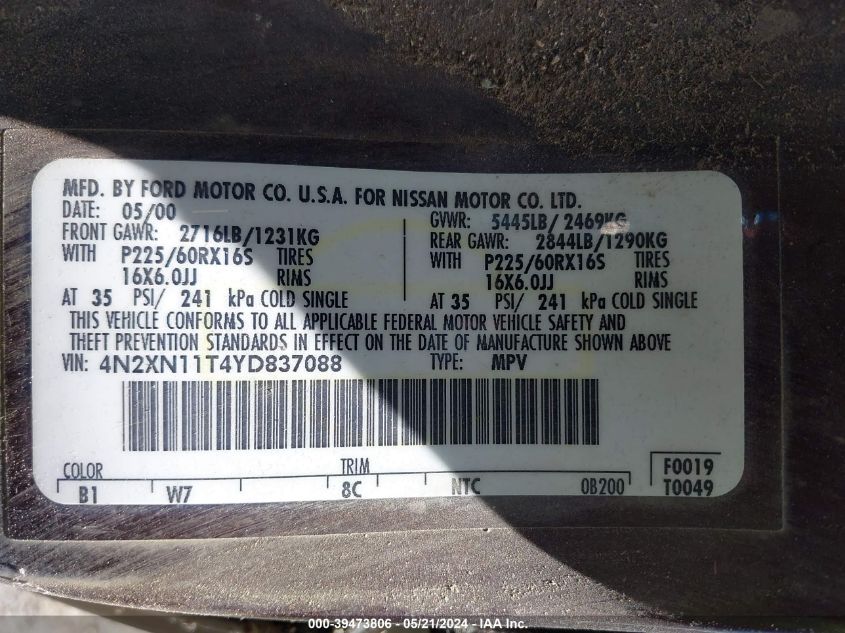 MFD. BY FORD MOTOR CO. U.S.A. FOR NISSAN MOTOR CO. LTD.
DATE: 05/00 GVWR: 5445LB/ 2469KG
FRONT GAWR: 2716LB/1231KG REAR GAWR: 2844LB/1290KG
WITH P225/60RX16S TIRES WITH P225/60RX16S TIRES
16X6.0JJ RIMS 16X6.0JJ RIMS
AT 35 PSI/ 241 kPa COLD SINGLE AT 35 PSI/ 241 kPa COLD SINGLE
THIS VEHICLE CONFORMS TO ALL APPLICABLE FEDERAL MOTOR VEHICLE SAFETY AND
THEFT PREVENTION STANDARDS IN EFFECT ON THE DATE OF MANUFACTURE SHOWN ABOVE
VIN: 4N2XN11T4YD837088 TYPE: MPV
COLOR TRIM F0019
B1 W7 8C NTC 0B200 T0049
000-39473806 - 05/21/2024 - IAA Inc.